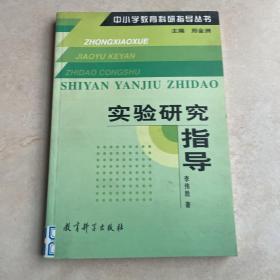 中小学教育科研指导丛书
主编 郑金洲
ZHONGXIAOXUE
JIAOYU KEYAN
ZHIDAO CONGSHU
SHIYAN YANJIU ZHIDAO
实验研究
指导
李伟胜 著
教育科学出版社